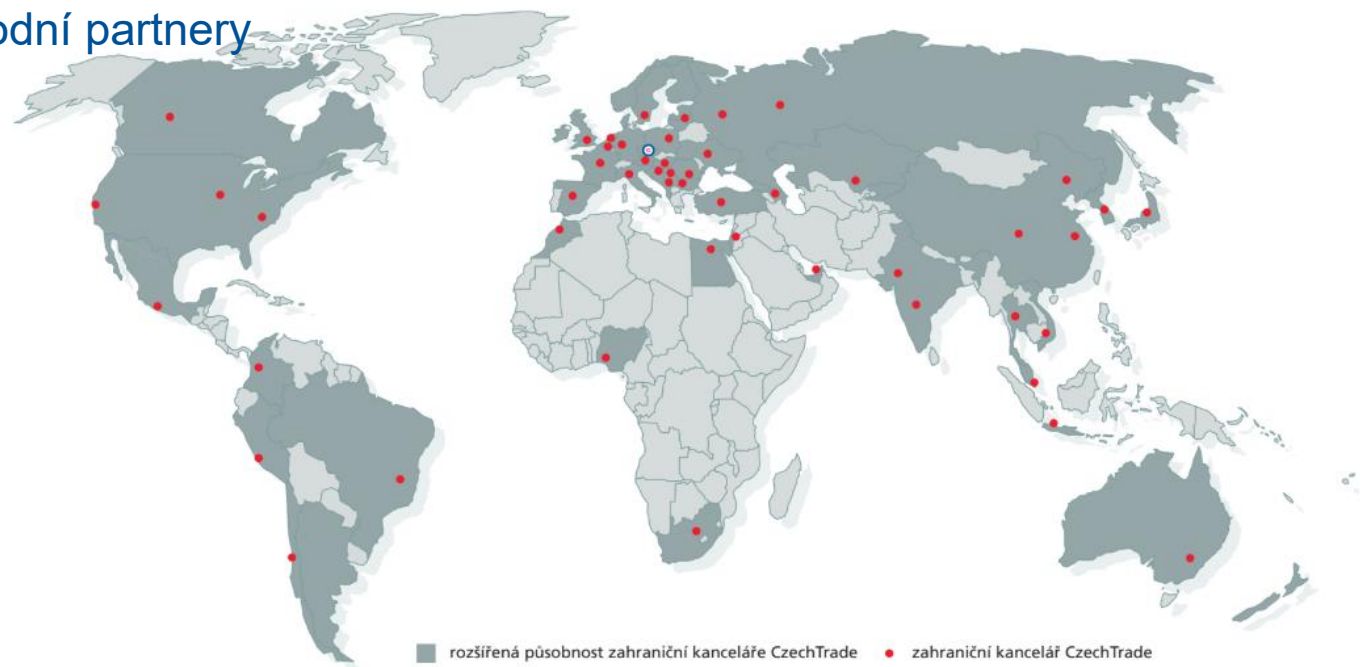 odní partnery
rozšířená působnost zahraniční kanceláře CzechTrade
zahraniční kancelář CzechTrade